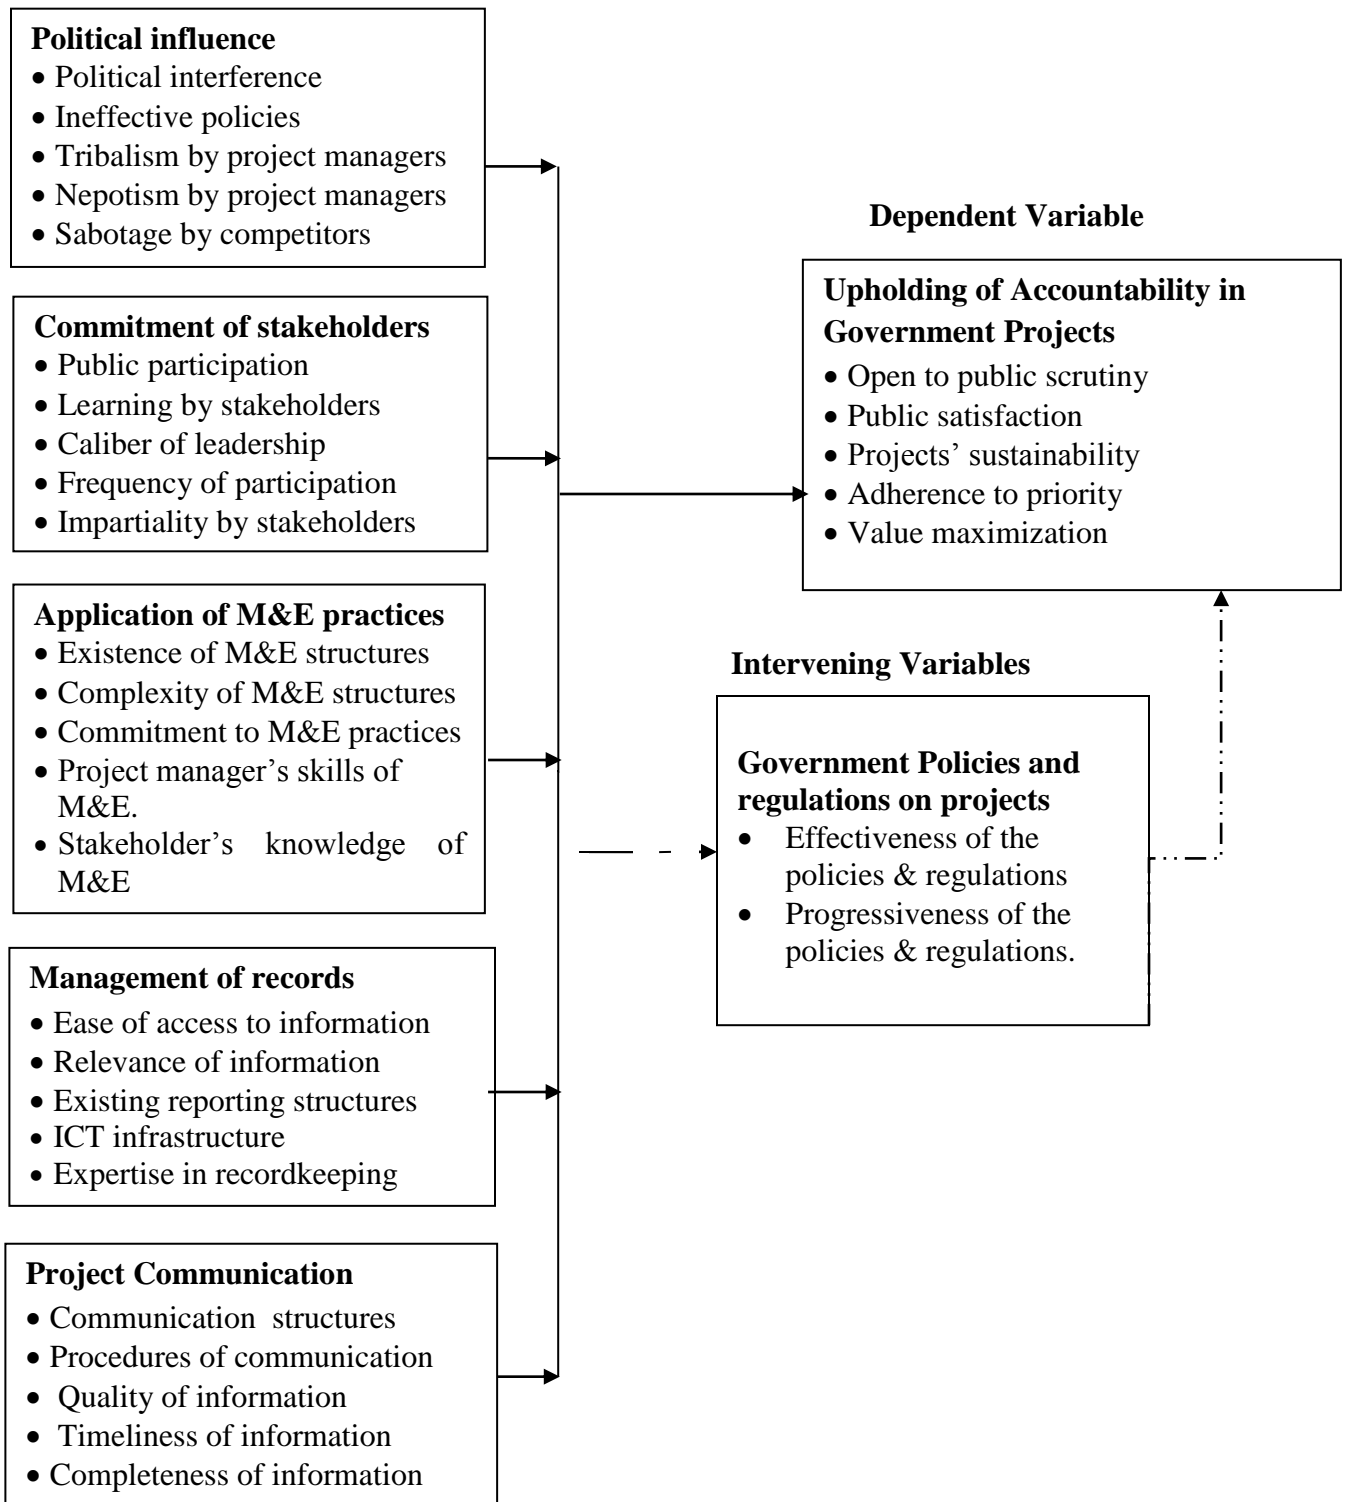 Political influence
• Political interference
• Ineffective policies
• Tribalism by project managers
• Nepotism by project managers
• Sabotage by competitors
Commitment of stakeholders
• Public participation
• Learning by stakeholders
• Caliber of leadership
• Frequency of participation
• Impartiality by stakeholders
Application of M&E practices
• Existence of M&E structures
• Complexity of M&E structures
• Commitment to M&E practices
• Project manager’s skills of
M&E.
• Stakeholder’s knowledge of
M&E
Management of records
• Ease of access to information
• Relevance of information
• Existing reporting structures
• ICT infrastructure
• Expertise in recordkeeping
Project Communication
• Communication structures
• Procedures of communication
• Quality of information
• Timeliness of information
• Completeness of information
Dependent Variable
Upholding of Accountability in
Government Projects
• Open to public scrutiny
• Public satisfaction
• Projects’ sustainability
• Adherence to priority
• Value maximization
Intervening Variables
Government Policies and
regulations on projects
• Effectiveness of the
policies & regulations
• Progressiveness of the
policies & regulations.